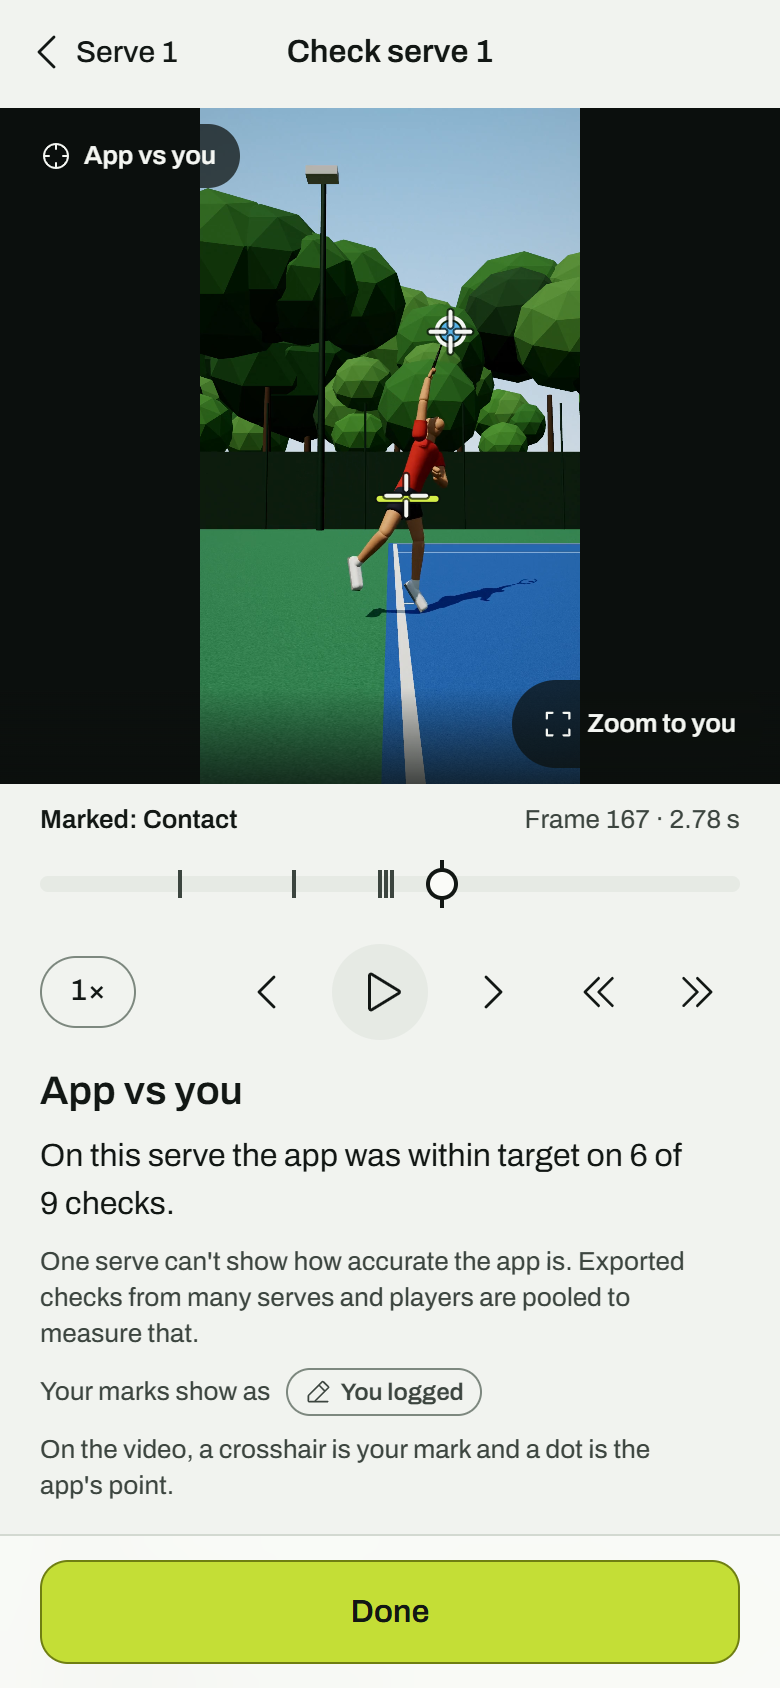 Serve 1
Check serve 1
App vs you
Zoom to you
Marked: Contact
Frame 167 · 2.78 s
1×
App vs you
On this serve the app was within target on 6 of
9 checks.
One serve can't show how accurate the app is. Exported
checks from many serves and players are pooled to
measure that.
Your marks show as
You logged
On the video, a crosshair is your mark and a dot is the
app's point.
Done